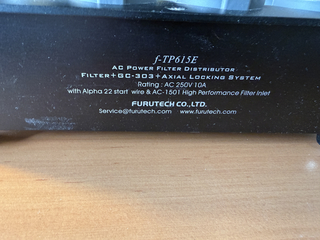 f-TP615E
AC Power Filter Distributor
Filter+GC-303+Axial Locking System
Rating : AC 250V 10A
with Alpha 22 start wire & AC-1501 High Performance Filter Inlet
FURUTECH CO.,LTD.
Service@furutech.com / www.furutech.com